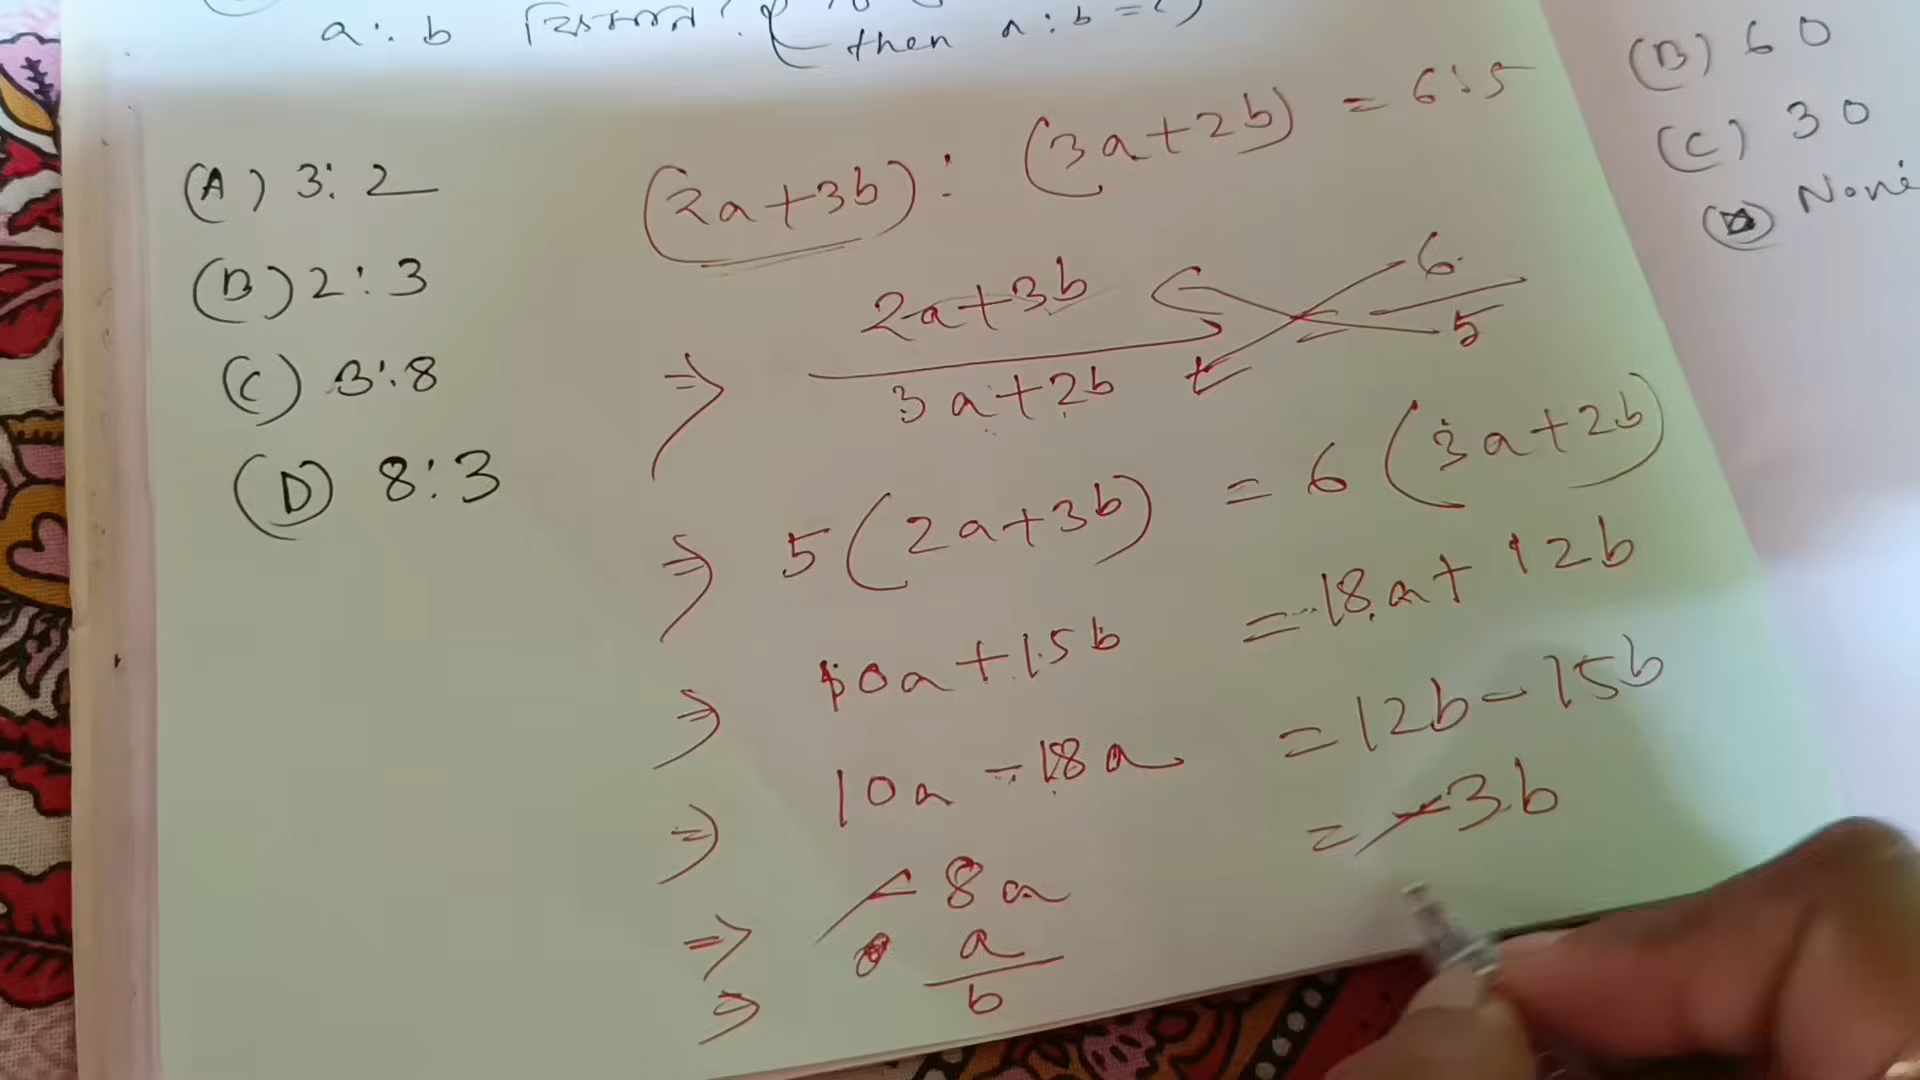 a : b
then a : b = ?
(A) 3:2
(B) 2:3
(C) 3:8
(D) 8:3
(2a+3b) : (3a+2b) = 6:5
⇒ 2a+3b / 3a+2b = 6 / 5
⇒ 5(2a+3b) = 6(3a+2b)
⇒ 10a+15b = 18a+12b
⇒ 10a-18a = 12b-15b
⇒ -8a = -3b
⇒ a / b
(B) 60
(C) 30
(D) None